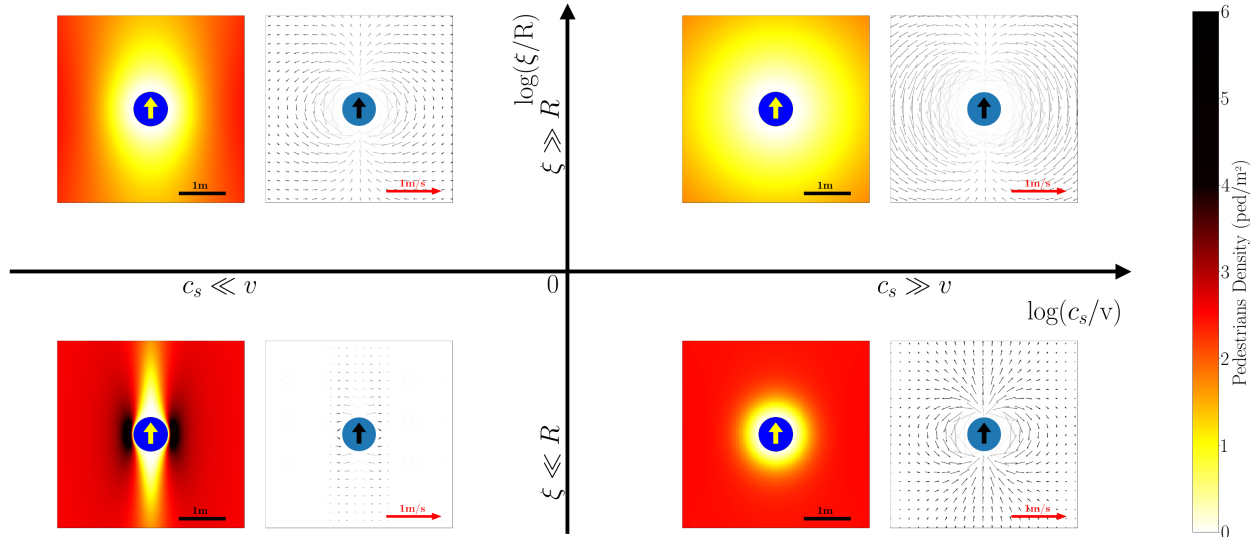 log(ξ/R)
ξ ≫ R
1m
1m/s
1m
1m/s
c_s ≪ v
0
c_s ≫ v
log(c_s/v)
ξ ≪ R
1m
1m/s
1m
1m/s
6
5
4
3
2
1
0
Pedestrians Density (ped/m²)